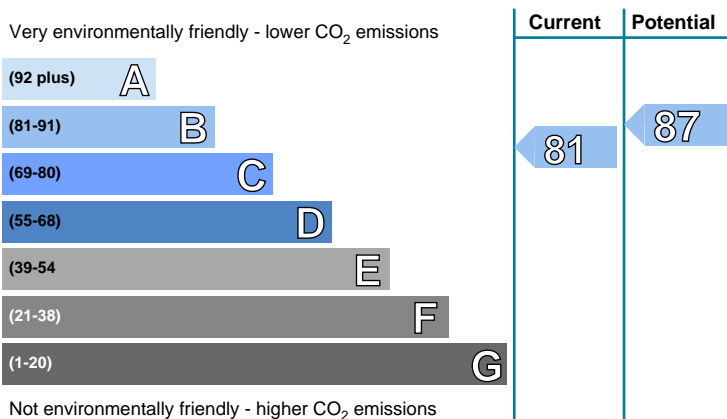 Current Potential
Very environmentally friendly - lower CO2 emissions
(92 plus) A
(81-91) B
(69-80) C
(55-68) D
(39-54 E
(21-38) F
(1-20) G
81
87
Not environmentally friendly - higher CO2 emissions